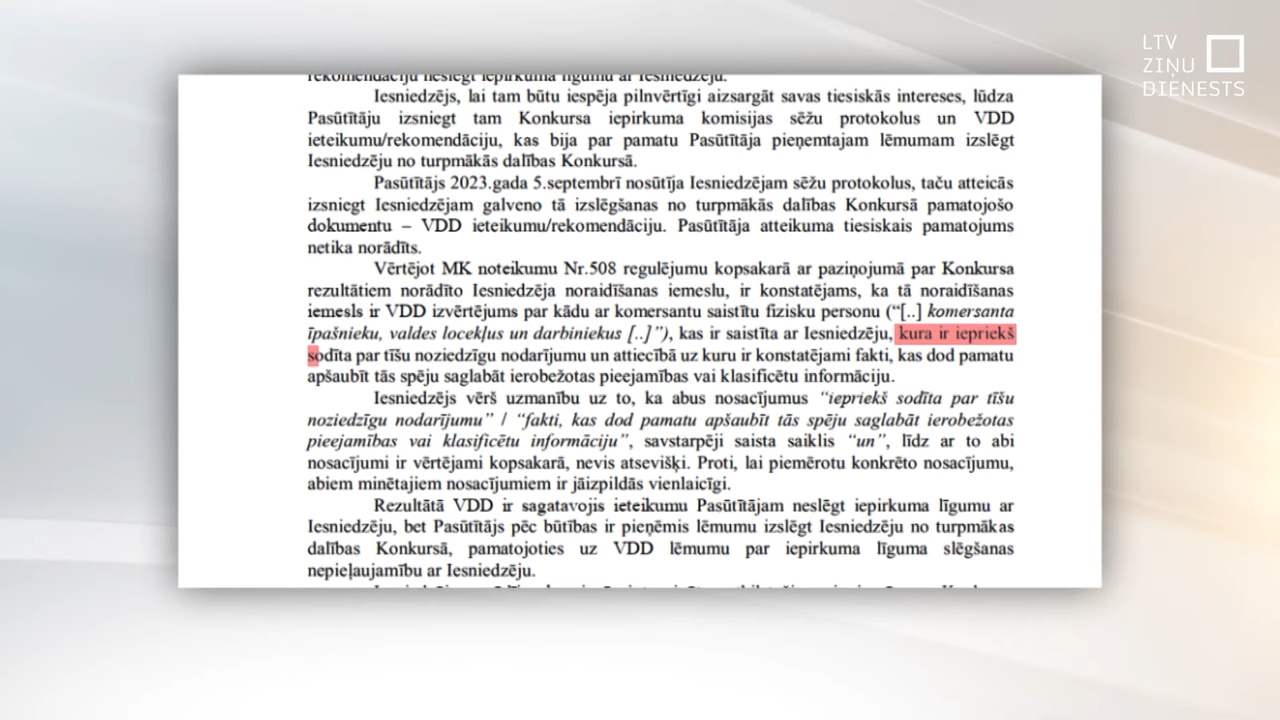 LTV
ZIŅU
DIENESTS
rekomendāciju neslēgt iepirkuma līgumu ar Iesniedzēju.
Iesniedzējs, lai tam būtu iespēja pilnvērtīgi aizsargāt savas tiesiskās intereses, lūdza
Pasūtītāju izsniegt tam Konkursa iepirkuma komisijas sēžu protokolus un VDD
ieteikumu/rekomendāciju, kas bija par pamatu Pasūtītāja pieņemtajam lēmumam izslēgt
Iesniedzēju no turpmākās dalības Konkursā.
Pasūtītājs 2023.gada 5.septembrī nosūtīja Iesniedzējam sēžu protokolus, taču atteicās
izsniegt Iesniedzējam galveno tā izslēgšanas no turpmākās dalības Konkursā pamatojošo
dokumentu – VDD ieteikumu/rekomendāciju. Pasūtītāja atteikuma tiesiskais pamatojums
netika norādīts.
Vērtējot MK noteikumu Nr.508 regulējumu kopsakarā ar paziņojumā par Konkursa
rezultātiem norādīto Iesniedzēja noraidīšanas iemeslu, ir konstatējams, ka tā noraidīšanas
iemesls ir VDD izvērtējums par kādu ar komersantu saistītu fizisku personu (“[..] komersanta
īpašnieku, valdes locekļus un darbiniekus [..]”), kas ir saistīta ar Iesniedzēju, kura ir iepriekš
sodīta par tīšu noziedzīgu nodarījumu un attiecībā uz kuru ir konstatējami fakti, kas dod pamatu
apšaubīt tās spēju saglabāt ierobežotas pieejamības vai klasificētu informāciju.
Iesniedzējs vērš uzmanību uz to, ka abus nosacījumus “iepriekš sodīta par tīšu
noziedzīgu nodarījumu” / “fakti, kas dod pamatu apšaubīt tās spēju saglabāt ierobežotas
pieejamības vai klasificētu informāciju”, savstarpēji saista saiklis “un”, līdz ar to abi
nosacījumi ir vērtējami kopsakarā, nevis atsevišķi. Proti, lai piemērotu konkrēto nosacījumu,
abiem minētajiem nosacījumiem ir jāizpildās vienlaicīgi.
Rezultātā VDD ir sagatavojis ieteikumu Pasūtītājam neslēgt iepirkuma līgumu ar
Iesniedzēju, bet Pasūtītājs pēc būtības ir pieņēmis lēmumu izslēgt Iesniedzēju no turpmākas
dalības Konkursā, pamatojoties uz VDD lēmumu par iepirkuma līguma slēgšanas
nepieļaujamību ar Iesniedzēju.